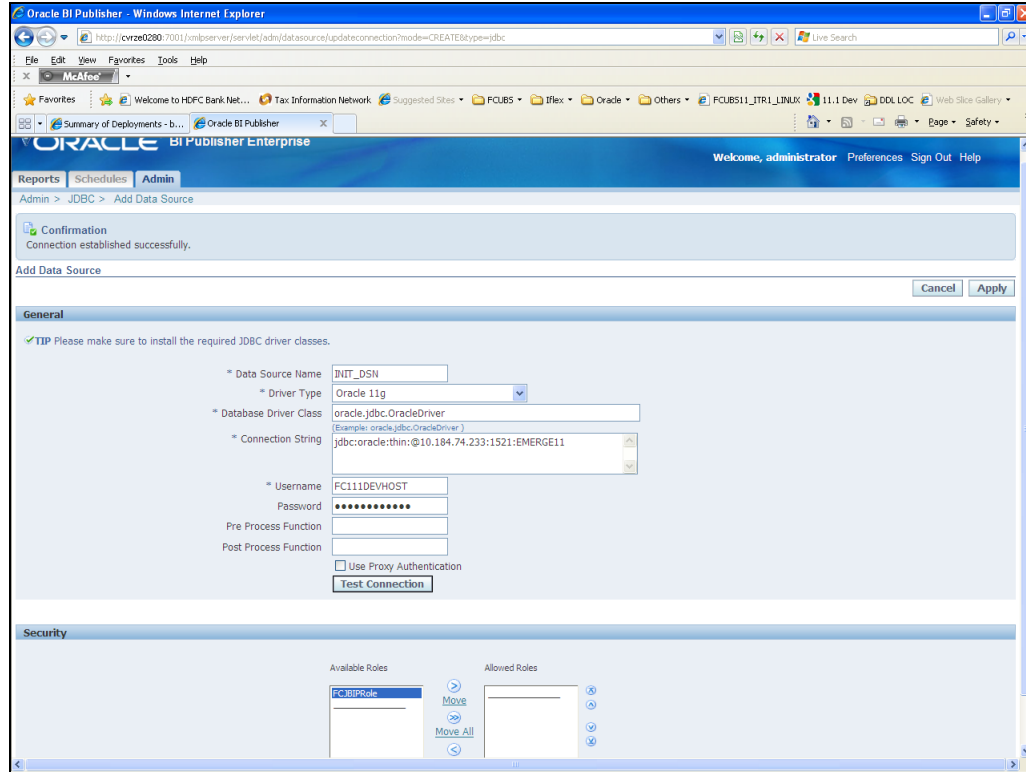 Oracle BI Publisher - Windows Internet Explorer
http://cvrze0280:7001/xmlpserver/servlet/adm/datasource/updateconnection?mode=CREATE&type=jdbc
Live Search
File Edit View Favorites Tools Help
McAfee
Favorites Welcome to HDFC Bank Net... Tax Information Network Suggested Sites FCUBS Iflex Oracle Others FCUBS11_ITR1_LINUX 11.1 Dev DDL LOC Web Slice Gallery
Summary of Deployments - b... Oracle BI Publisher Page Safety
ORACLE BI Publisher Enterprise
Welcome, administrator Preferences Sign Out Help
Reports Schedules Admin
Admin > JDBC > Add Data Source
Confirmation
Connection established successfully.
Add Data Source
Cancel Apply
General
TIP Please make sure to install the required JDBC driver classes.
* Data Source Name INIT_DSN
* Driver Type Oracle 11g
* Database Driver Class oracle.jdbc.OracleDriver
(Example: oracle.jdbc.OracleDriver )
* Connection String jdbc:oracle:thin:@10.184.74.233:1521:EMERGE11
* Username FC111DEVHOST
Password ●●●●●●●●●●●●
Pre Process Function
Post Process Function
Use Proxy Authentication
Test Connection
Security
Available Roles Allowed Roles
FCJBIPRole
Move
Move All